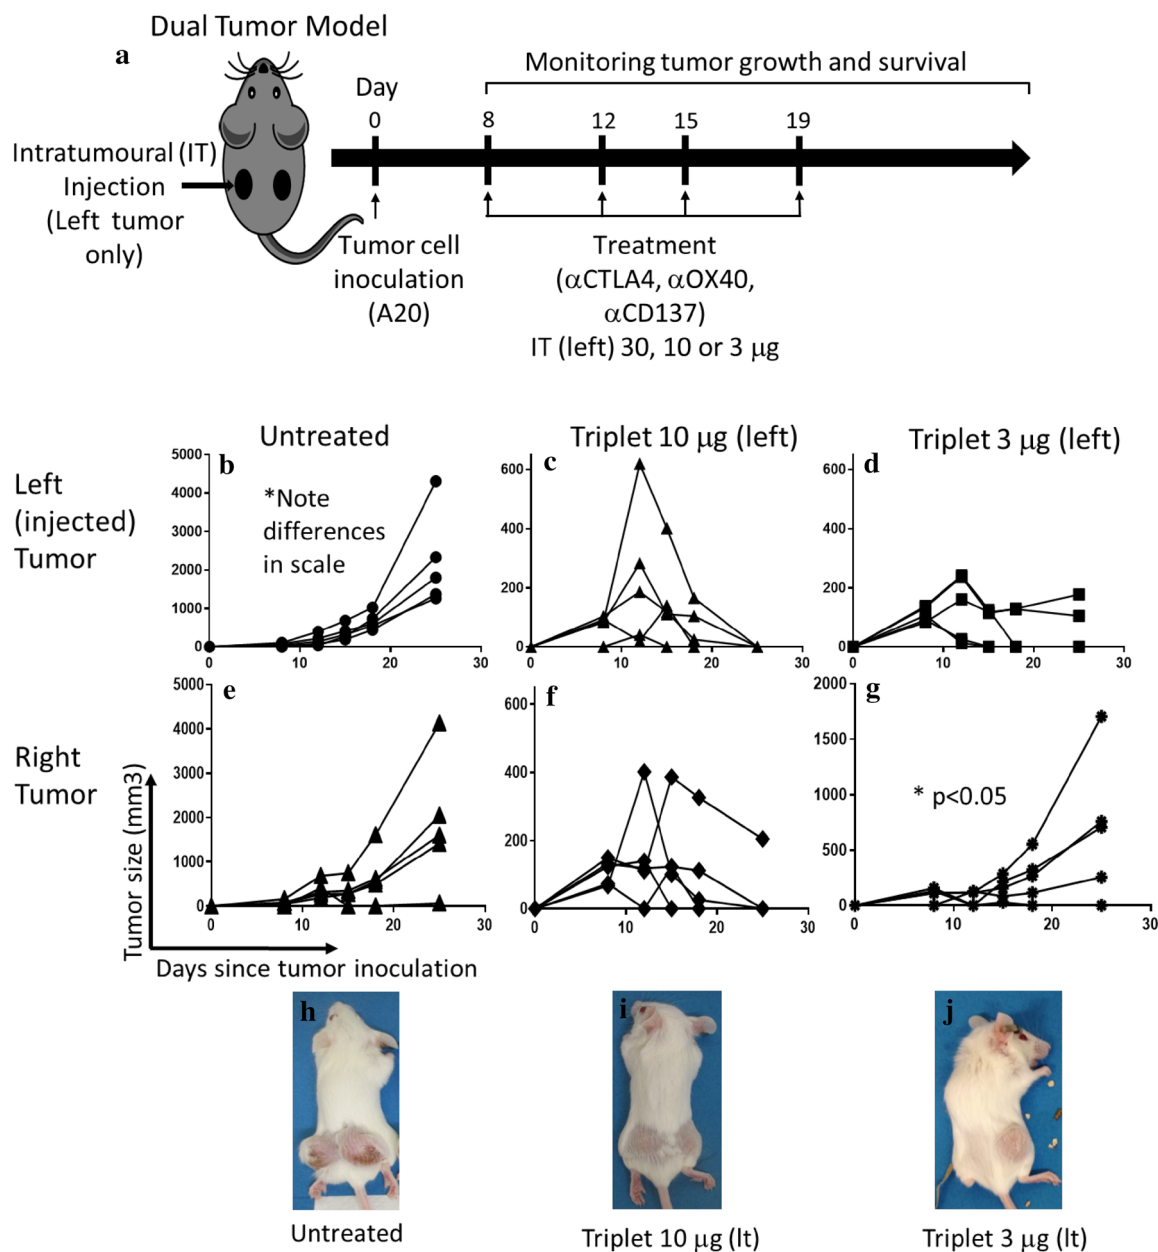 Dual Tumor Model
a
Monitoring tumor growth and survival
Day
0 8 12 15 19
Intratumoural (IT)
Injection
(Left tumor
only)
Tumor cell
inoculation
(A20)
Treatment
(αCTLA4, αOX40,
αCD137)
IT (left) 30, 10 or 3 µg
Untreated
Triplet 10 µg (left)
Triplet 3 µg (left)
Left
(injected)
Tumor
b
*Note
differences
in scale
5000
4000
3000
2000
1000
0
0 10 20 30
c
600
400
200
0
0 10 20 30
d
600
400
200
0
0 10 20 30
Right
Tumor
e
5000
4000
3000
2000
1000
0
0 10 20 30
Tumor size (mm3)
Days since tumor inoculation
f
600
400
200
0
0 10 20 30
g
* p<0.05
2000
1500
1000
500
0
0 10 20 30
h
i
j
Untreated
Triplet 10 µg (lt)
Triplet 3 µg (lt)